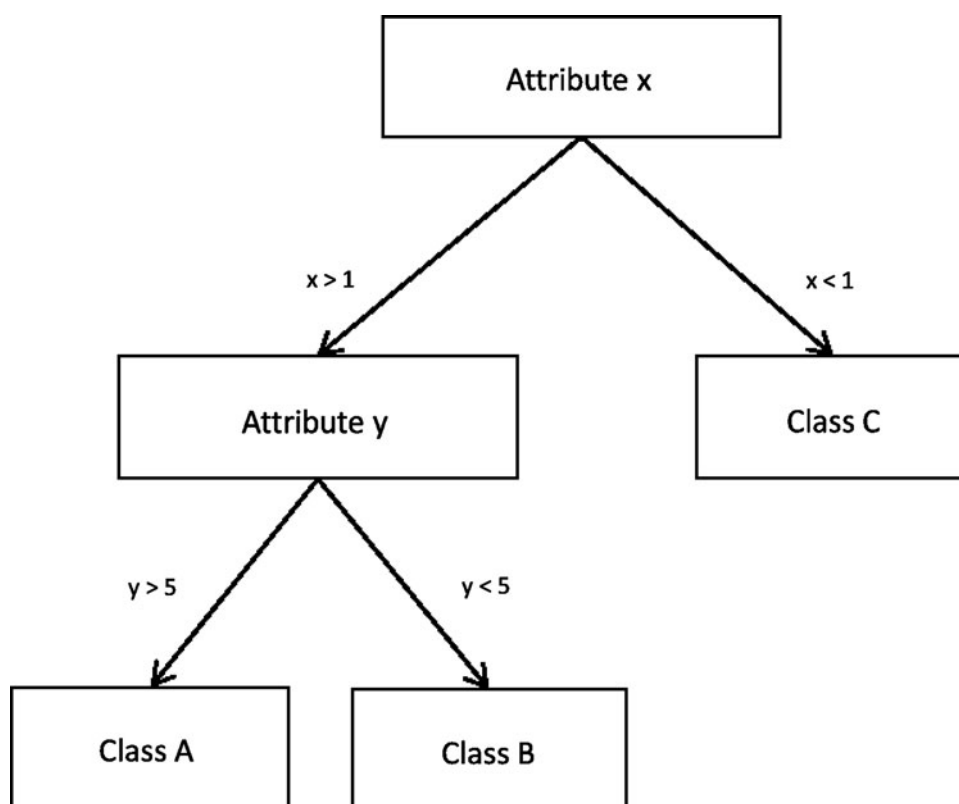 Attribute x
x > 1
x < 1
Attribute y
Class C
y > 5
y < 5
Class A
Class B